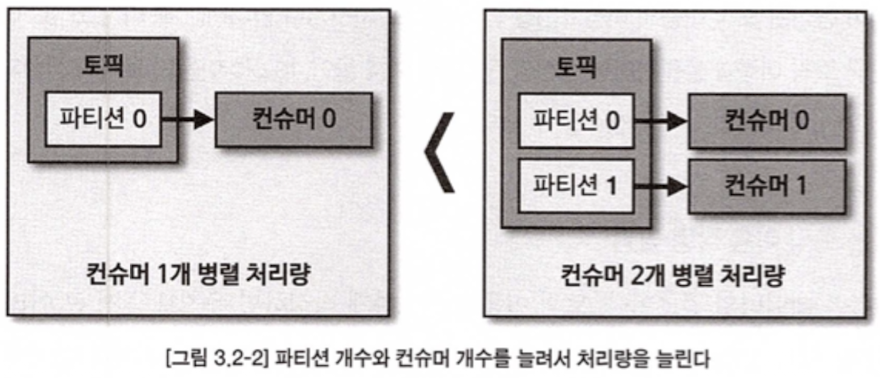 토픽
파티션 0
컨슈머 0
컨슈머 1개 병렬 처리량
<
토픽
파티션 0
컨슈머 0
파티션 1
컨슈머 1
컨슈머 2개 병렬 처리량
[그림 3.2-2] 파티션 개수와 컨슈머 개수를 늘려서 처리량을 늘린다